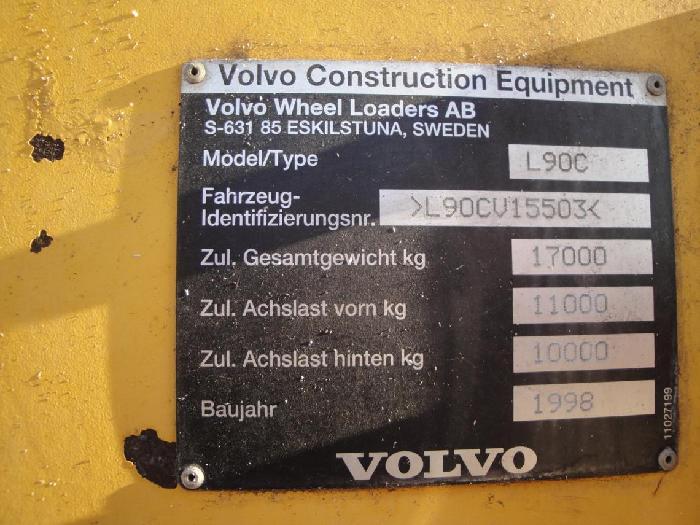 Volvo Construction Equipment
Volvo Wheel Loaders AB
S-631 85 ESKILSTUNA, SWEDEN
Model/Type L90C
Fahrzeug-
Identifizierungsnr. >L90CV15503<
Zul. Gesamtgewicht kg 17000
Zul. Achslast vorn kg 11000
Zul. Achslast hinten kg 10000
Baujahr 1998
11027199
VOLVO